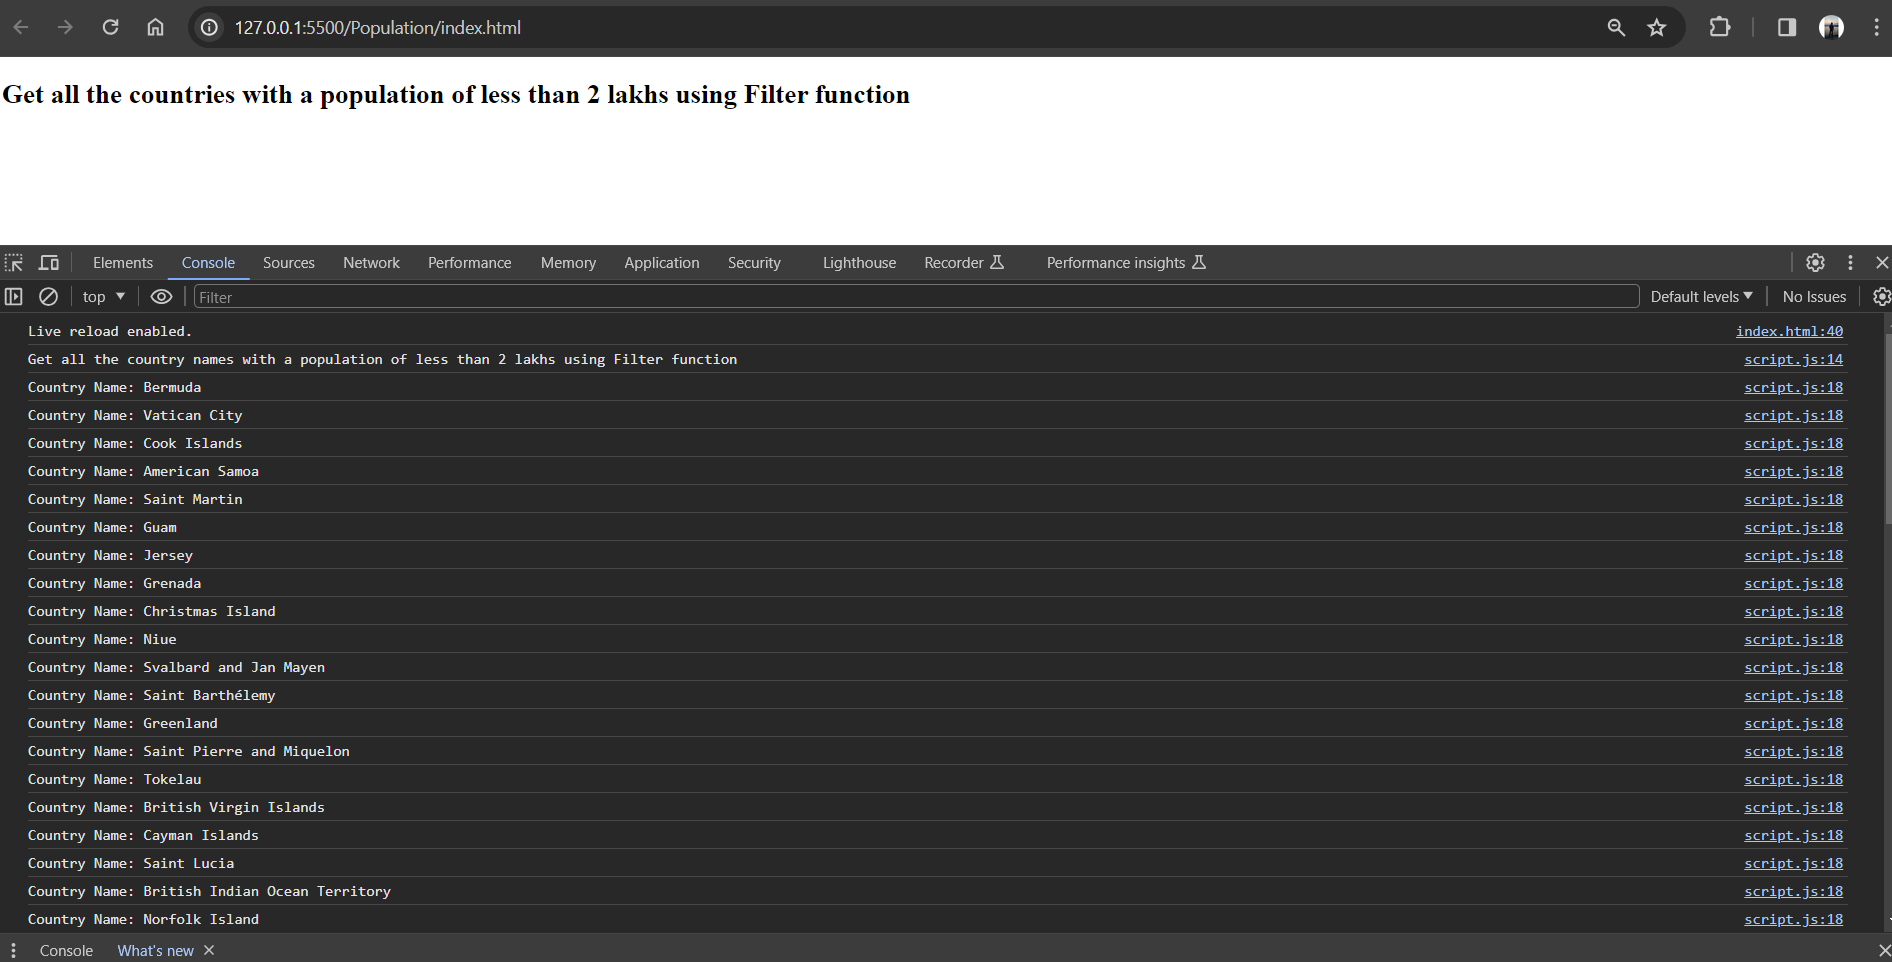 127.0.0.1:5500/Population/index.html
Get all the countries with a population of less than 2 lakhs using Filter function
Elements Console Sources Network Performance Memory Application Security Lighthouse Recorder Performance insights
top Filter Default levels No Issues
Live reload enabled. index.html:40
Get all the country names with a population of less than 2 lakhs using Filter function script.js:14
Country Name: Bermuda script.js:18
Country Name: Vatican City script.js:18
Country Name: Cook Islands script.js:18
Country Name: American Samoa script.js:18
Country Name: Saint Martin script.js:18
Country Name: Guam script.js:18
Country Name: Jersey script.js:18
Country Name: Grenada script.js:18
Country Name: Christmas Island script.js:18
Country Name: Niue script.js:18
Country Name: Svalbard and Jan Mayen script.js:18
Country Name: Saint Barthélemy script.js:18
Country Name: Greenland script.js:18
Country Name: Saint Pierre and Miquelon script.js:18
Country Name: Tokelau script.js:18
Country Name: British Virgin Islands script.js:18
Country Name: Cayman Islands script.js:18
Country Name: Saint Lucia script.js:18
Country Name: British Indian Ocean Territory script.js:18
Country Name: Norfolk Island script.js:18
Console What's new